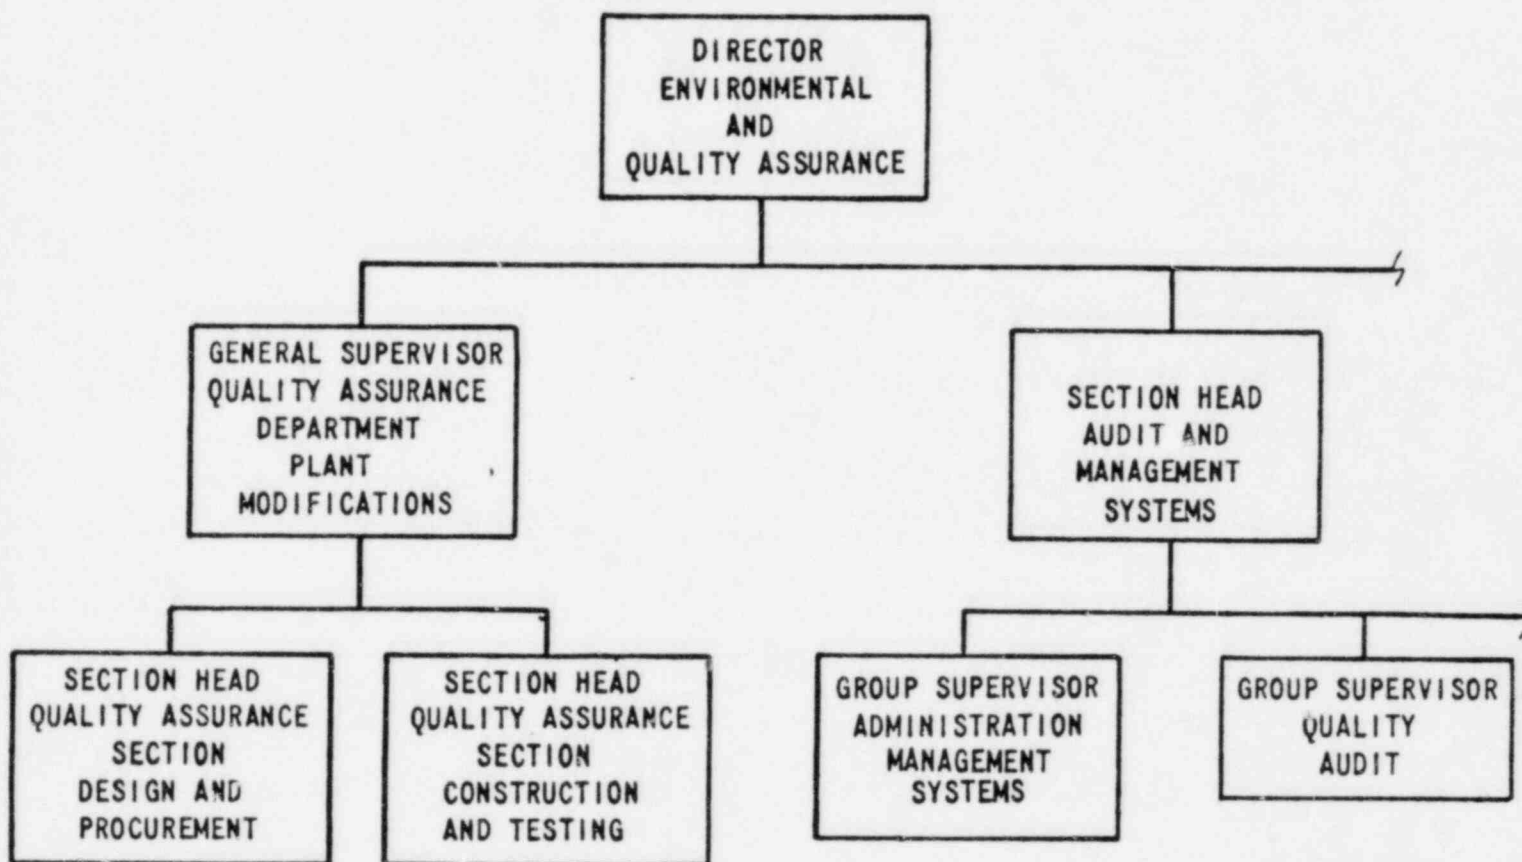 DIRECTOR
ENVIRONMENTAL
AND
QUALITY ASSURANCE
GENERAL SUPERVISOR
QUALITY ASSURANCE
DEPARTMENT
PLANT
MODIFICATIONS
SECTION HEAD
AUDIT AND
MANAGEMENT
SYSTEMS
SECTION HEAD
QUALITY ASSURANCE
SECTION
DESIGN AND
PROCUREMENT
SECTION HEAD
QUALITY ASSURANCE
SECTION
CONSTRUCTION
AND TESTING
GROUP SUPERVISOR
ADMINISTRATION
MANAGEMENT
SYSTEMS
GROUP SUPERVISOR
QUALITY
AUDIT